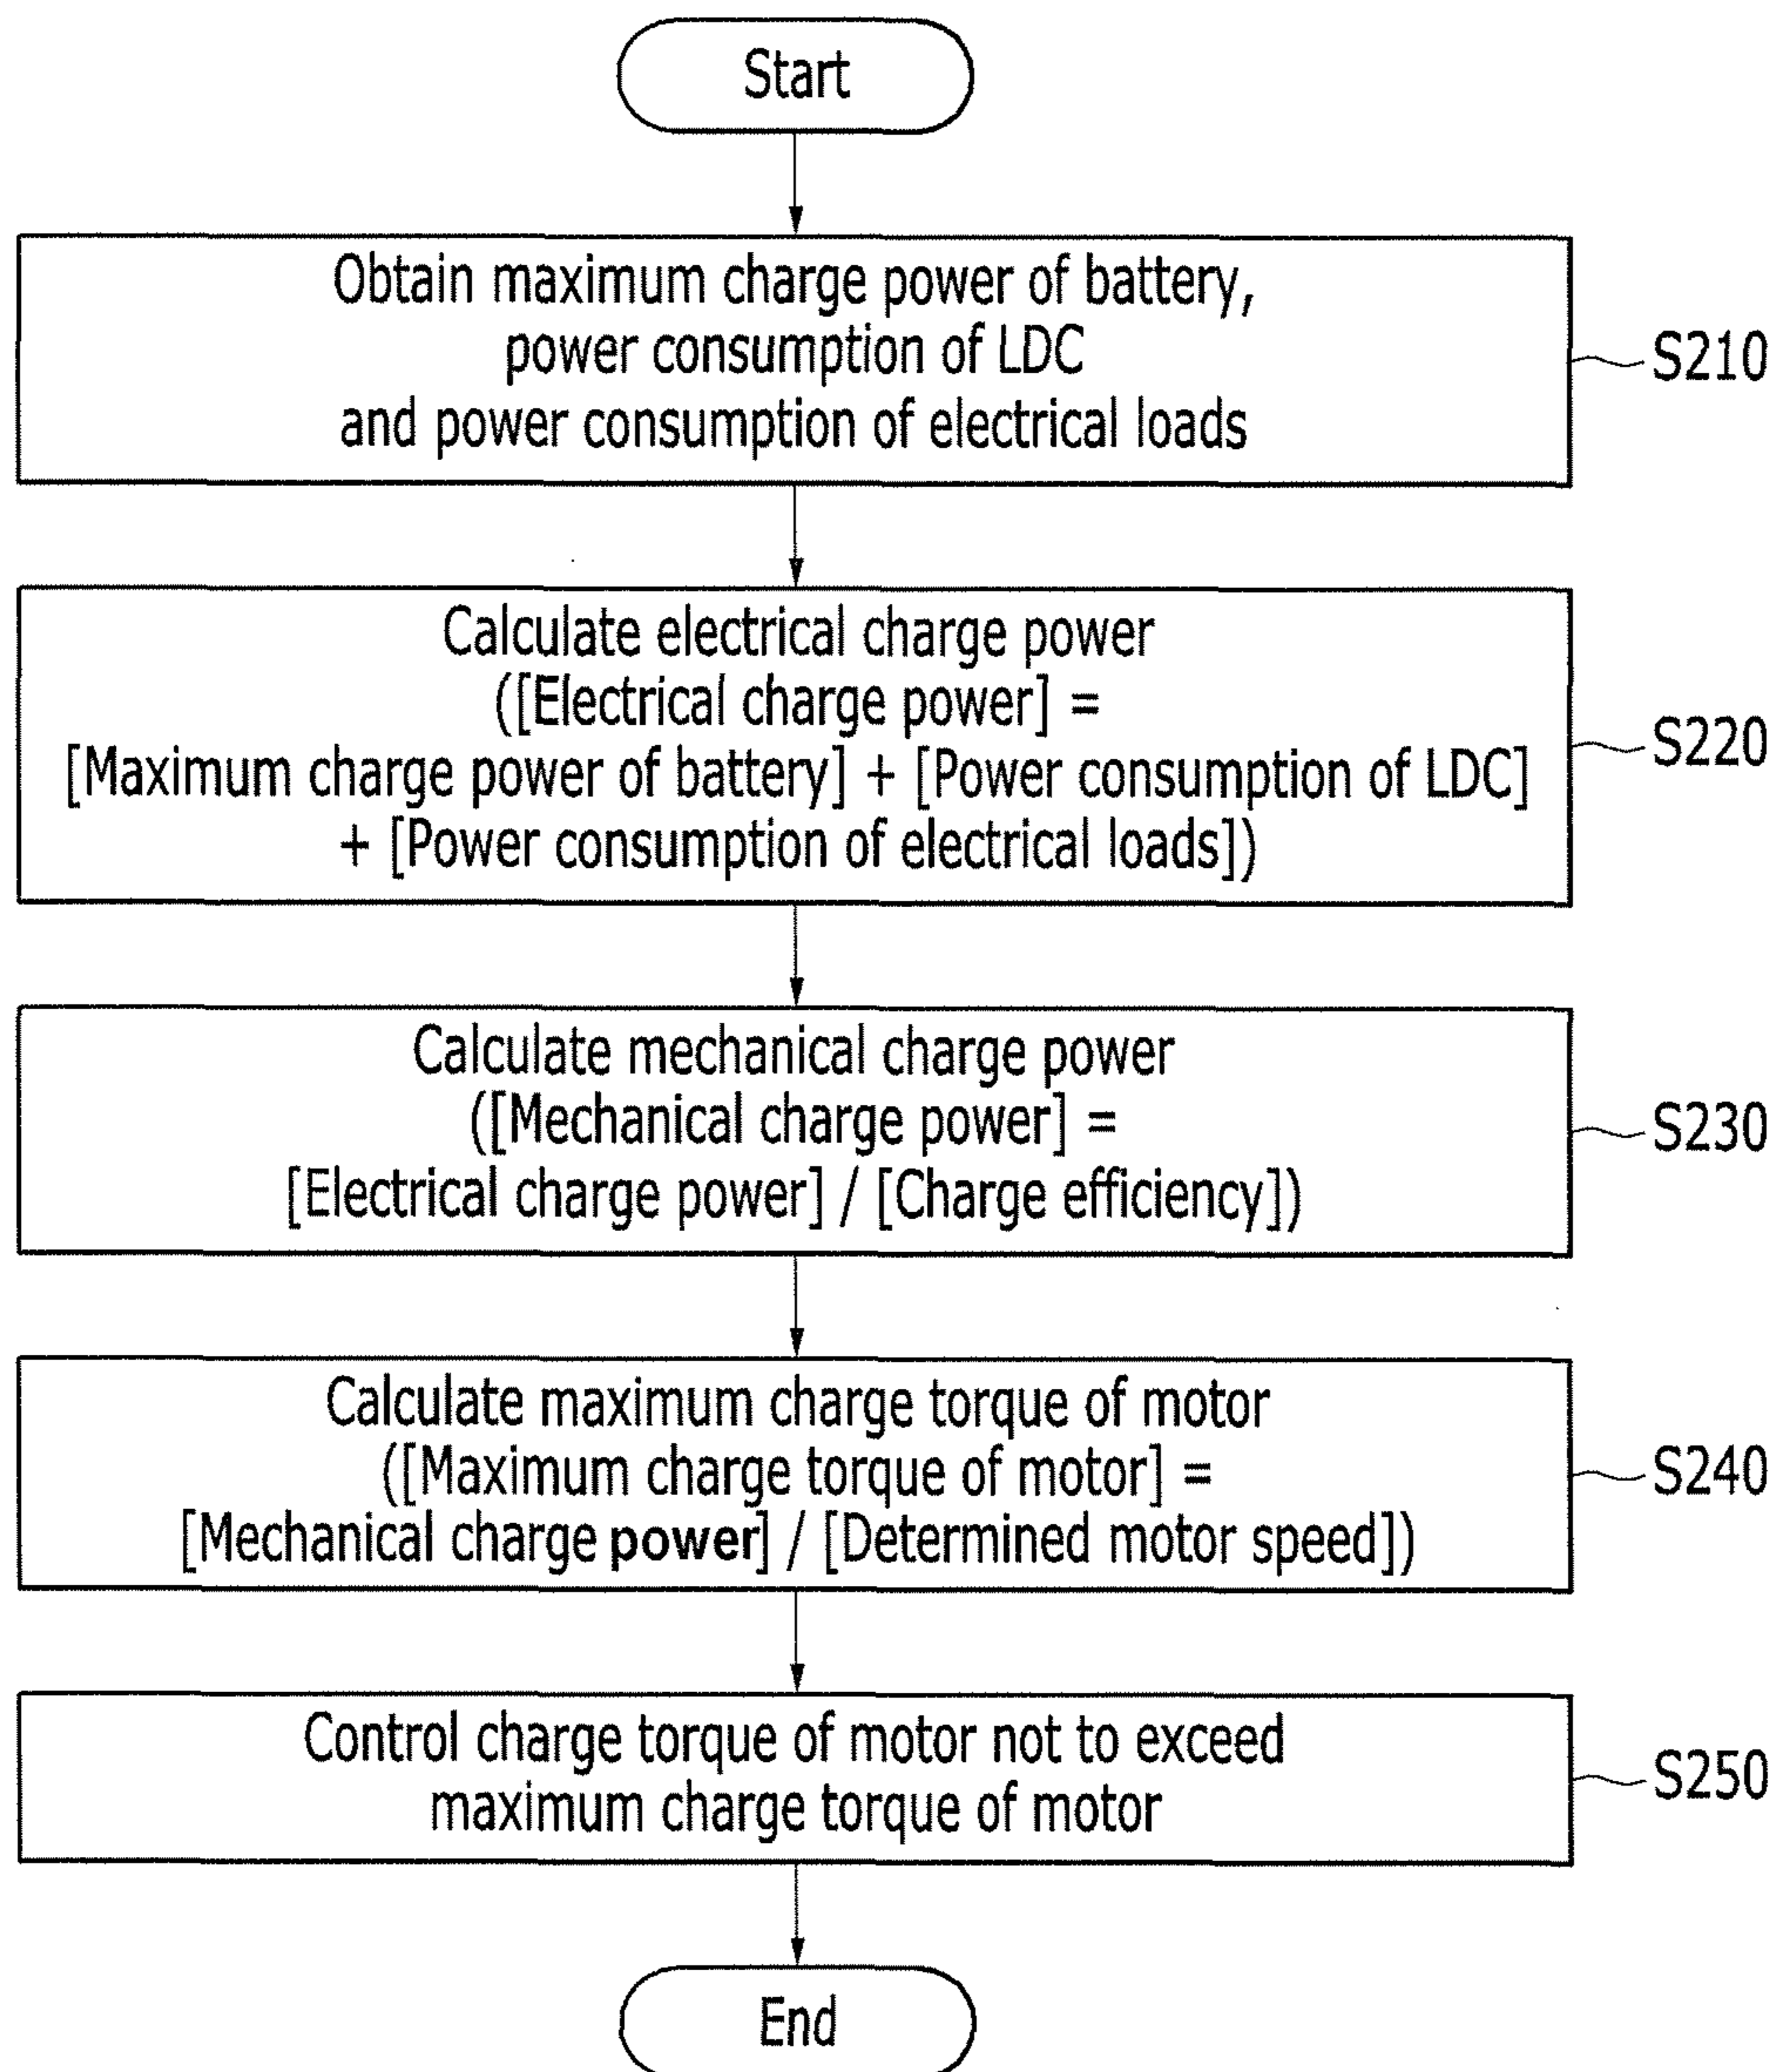 Start
Obtain maximum charge power of battery,
power consumption of LDC
and power consumption of electrical loads
S210
Calculate electrical charge power
([Electrical charge power] =
[Maximum charge power of battery] + [Power consumption of LDC]
+ [Power consumption of electrical loads])
S220
Calculate mechanical charge power
([Mechanical charge power] =
[Electrical charge power] / [Charge efficiency])
S230
Calculate maximum charge torque of motor
([Maximum charge torque of motor] =
[Mechanical charge power] / [Determined motor speed])
S240
Control charge torque of motor not to exceed
maximum charge torque of motor
S250
End